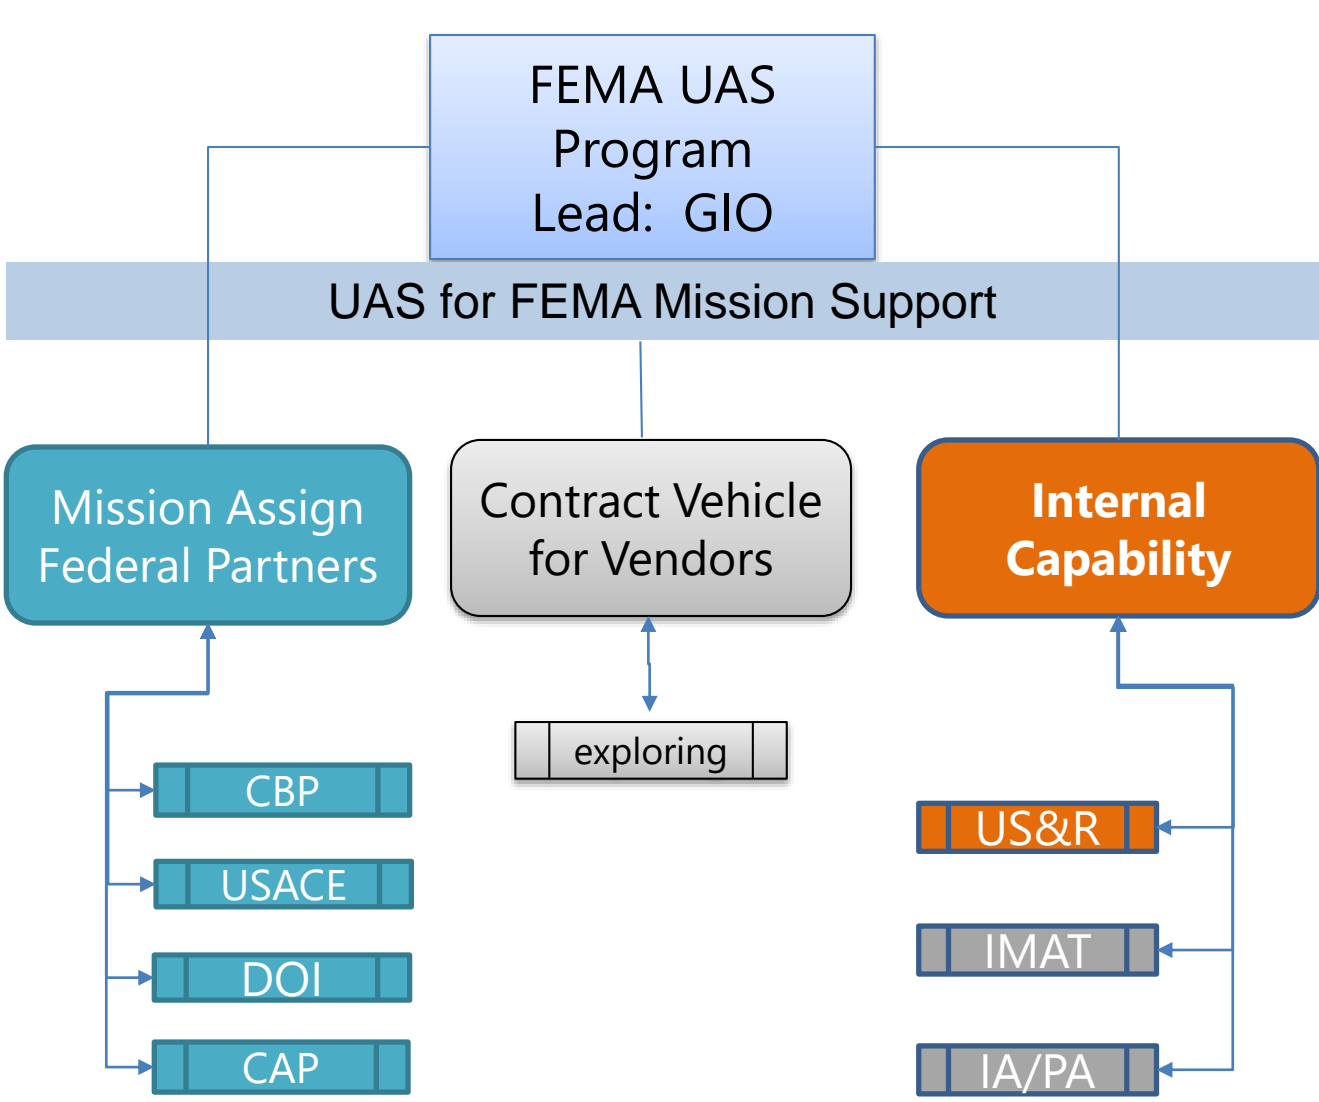 FEMA UAS
Program
Lead: GIO
UAS for FEMA Mission Support
Mission Assign
Federal Partners
Contract Vehicle
for Vendors
Internal
Capability
exploring
CBP
USACE
DOI
CAP
US&R
IMAT
IA/PA